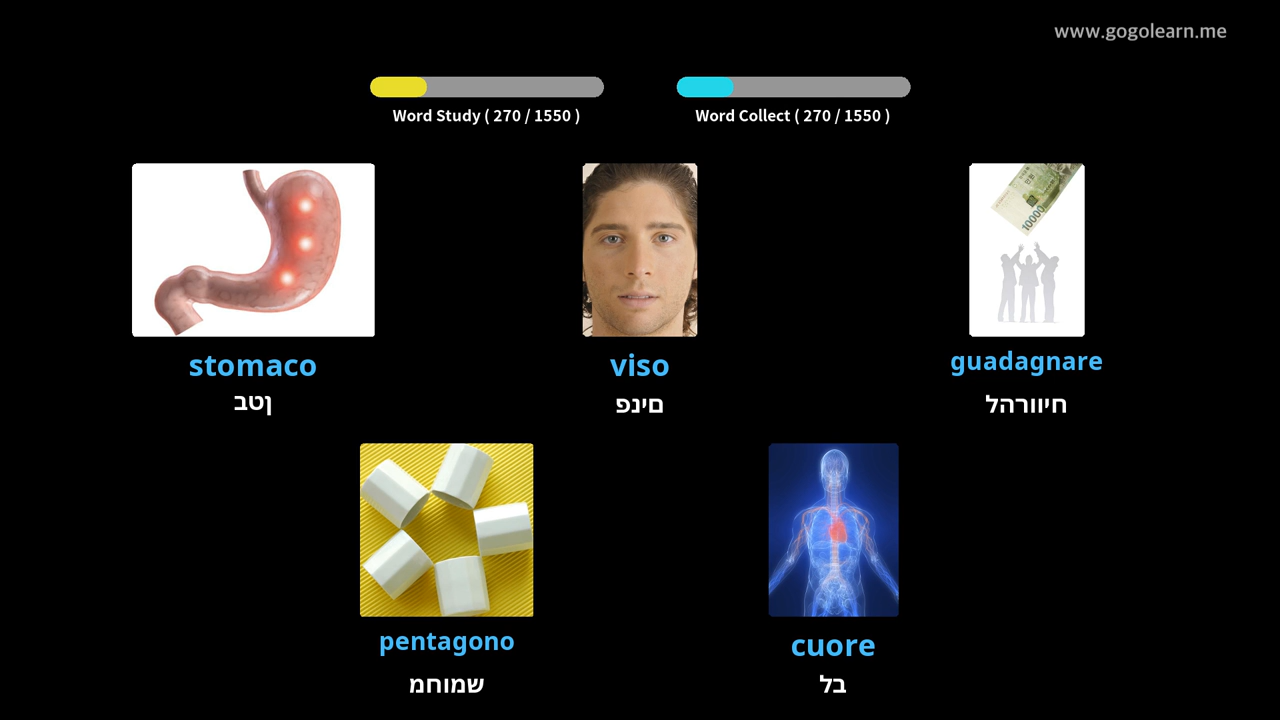 www.gogolearn.me
Word Study ( 270 / 1550 )
Word Collect ( 270 / 1550 )
stomaco
בטן
viso
פנים
guadagnare
להרוויח
pentagono
מחומש
cuore
לב